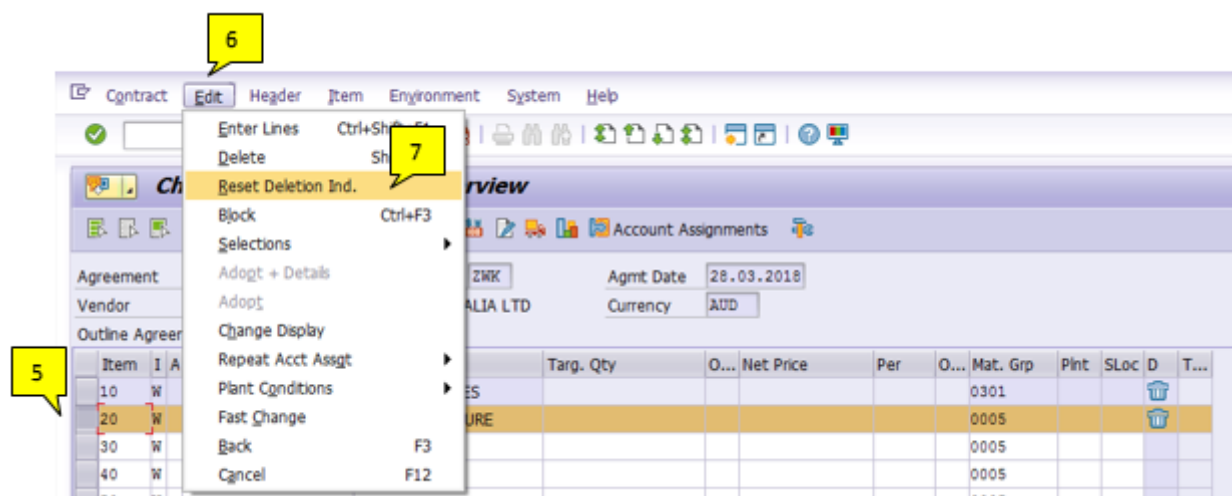 6
Contract Edit Header Item Environment System Help
Enter Lines Ctrl+Shift+F1
Delete Sh
7
Reset Deletion Ind.
Ch rview
Block Ctrl+F3
Account Assignments
Selections
Adopt + Details
Agreement ZWK Agmt Date 28.03.2018
Adopt
Vendor ALIA LTD Currency AUD
Change Display
Outline Agreer
Repeat Acct Assgt
5
Item I A Targ. Qty O... Net Price Per O... Mat. Grp Plnt SLoc D T...
Plant Conditions
10 W ES 0301
Fast Change
20 W URE 0005
Back F3
30 W 0005
Cancel F12
40 W 0005